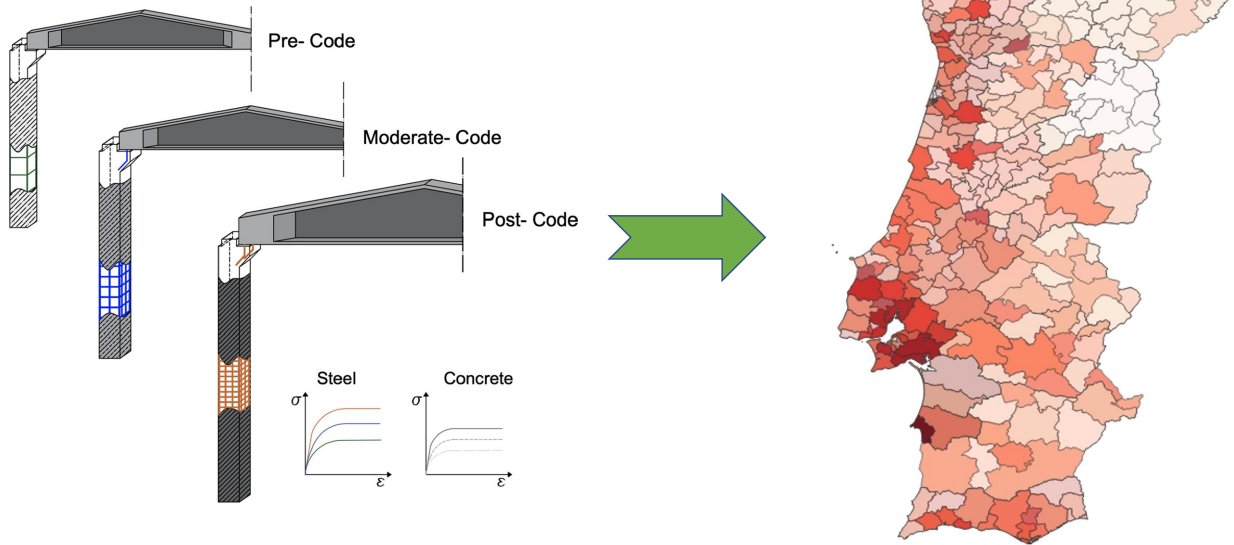 Pre- Code
Moderate- Code
Post- Code
Steel
Concrete
σ
ε
σ
ε